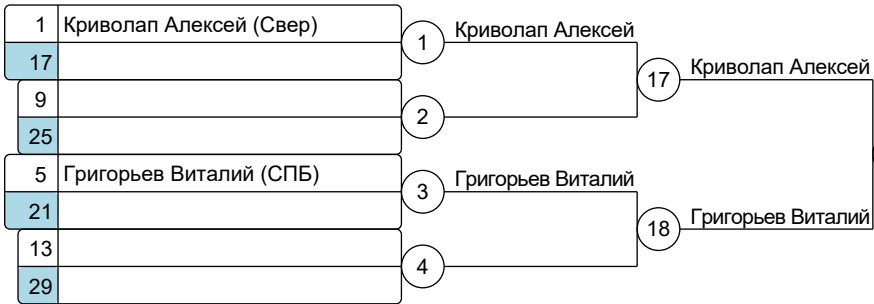 1 Криволап Алексей (Свер)
17
1 Криволап Алексей
9
25
2
17 Криволап Алексей
5 Григорьев Виталий (СПБ)
21
3 Григорьев Виталий
13
29
4
18 Григорьев Виталий